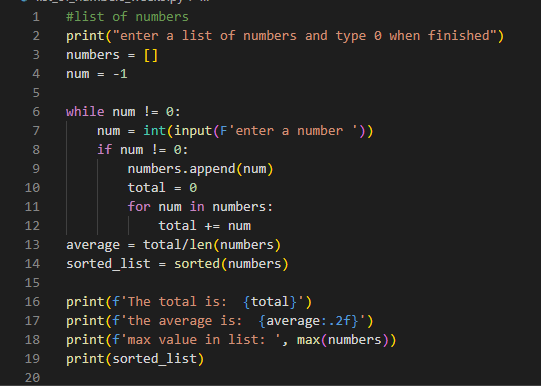 1 #list of numbers
2 print("enter a list of numbers and type 0 when finished")
3 numbers = []
4 num = -1
5
6 while num != 0:
7     num = int(input(F'enter a number '))
8     if num != 0:
9         numbers.append(num)
10         total = 0
11         for num in numbers:
12             total += num
13 average = total/len(numbers)
14 sorted_list = sorted(numbers)
15
16 print(f'The total is:  {total}')
17 print(f'the average is:  {average:.2f}')
18 print(f'max value in list: ', max(numbers))
19 print(sorted_list)
20